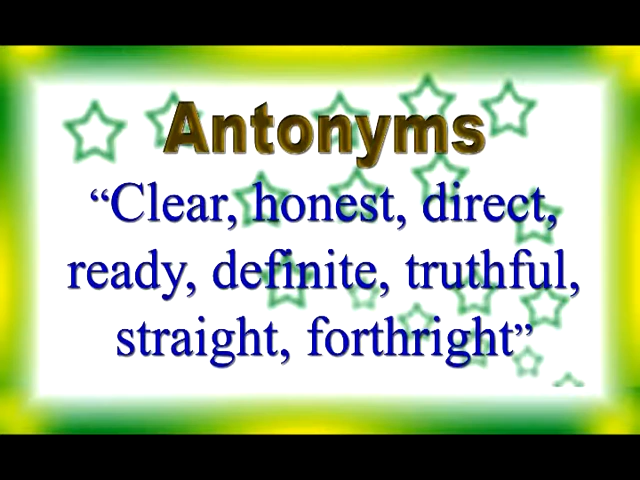 Antonyms
“Clear, honest, direct,
ready, definite, truthful,
straight, forthright”